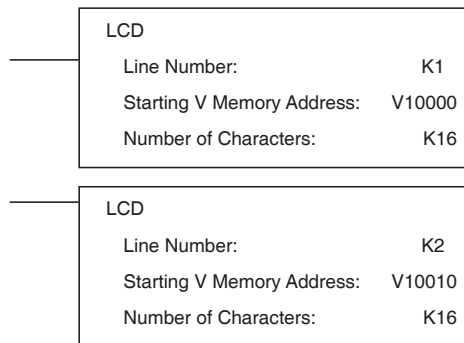 LCD
Line Number: K1
Starting V Memory Address: V10000
Number of Characters: K16
LCD
Line Number: K2
Starting V Memory Address: V10010
Number of Characters: K16